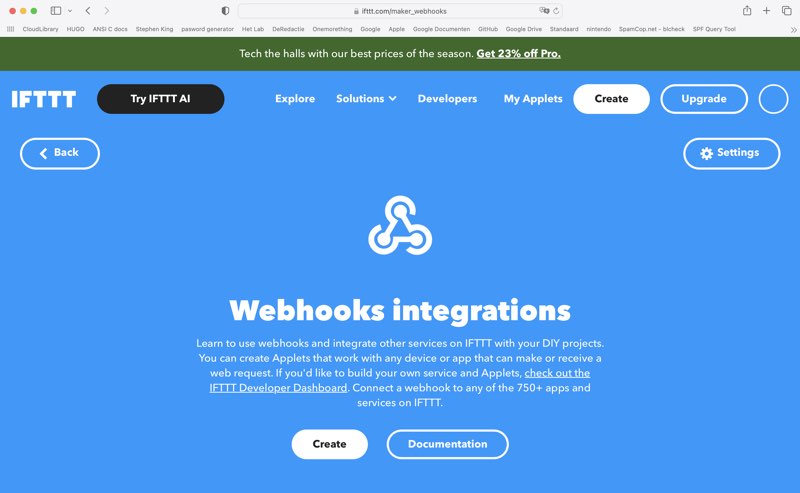 ifttt.com/maker_webhooks
CloudLibrary HUGO ANSI C docs Stephen King pasword generator Het Lab DeRedactie Onemorething Google Apple Google Documenten GitHub Google Drive Standaard nintendo SpamCop.net - blcheck SPF Query Tool
Tech the halls with our best prices of the season. Get 23% off Pro.
IFTTT Try IFTTT AI Explore Solutions Developers My Applets Create Upgrade
Back Settings
Webhooks integrations
Learn to use webhooks and integrate other services on IFTTT with your DIY projects.
You can create Applets that work with any device or app that can make or receive a
web request. If you'd like to build your own service and Applets, check out the
IFTTT Developer Dashboard. Connect a webhook to any of the 750+ apps and
services on IFTTT.
Create Documentation